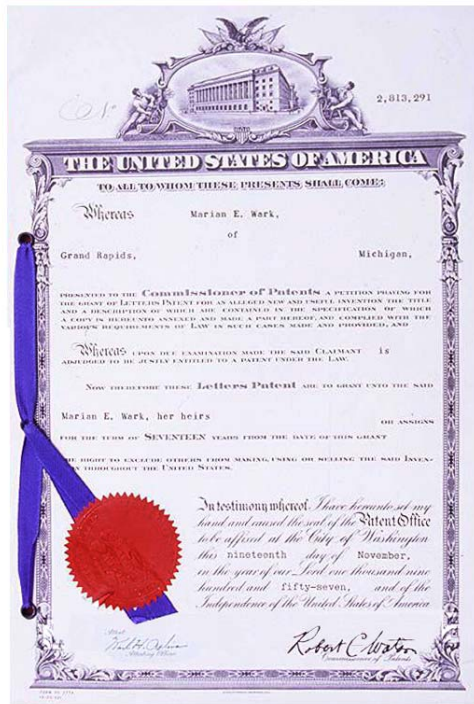 No
2,813,291
THE UNITED STATES OF AMERICA
TO ALL TO WHOM THESE PRESENTS SHALL COME:
Whereas Marian E. Wark,
of
Grand Rapids, Michigan,
PRESENTED TO THE Commissioner of Patents A PETITION PRAYING FOR
THE GRANT OF LETTERS PATENT FOR AN ALLEGED NEW AND USEFUL INVENTION THE TITLE
AND A DESCRIPTION OF WHICH ARE CONTAINED IN THE SPECIFICATION OF WHICH
A COPY IS HEREUNTO ANNEXED AND MADE A PART HEREOF, AND COMPLIED WITH THE
VARIOUS REQUIREMENTS OF LAW IN SUCH CASES MADE AND PROVIDED, AND
Whereas UPON DUE EXAMINATION MADE THE SAID CLAIMANT is
ADJUDGED TO BE JUSTLY ENTITLED TO A PATENT UNDER THE LAW.
NOW THEREFORE THESE Letters Patent ARE TO GRANT UNTO THE SAID
Marian E. Wark, her heirs OR ASSIGNS
FOR THE TERM OF SEVENTEEN YEARS FROM THE DATE OF THIS GRANT
HE RIGHT TO EXCLUDE OTHERS FROM MAKING, USING OR SELLING THE SAID INVEN-
N THROUGHOUT THE UNITED STATES.
In testimony whereof, I have hereunto set my
hand and caused the seal of the Patent Office
to be affixed at the City of Washington
this nineteenth day of November,
in the year of our Lord one thousand nine
hundred and fifty-seven, and of the
Independence of the United States of America
Attest
Attesting Officer
Robert C Watson
Commissioner of Patents